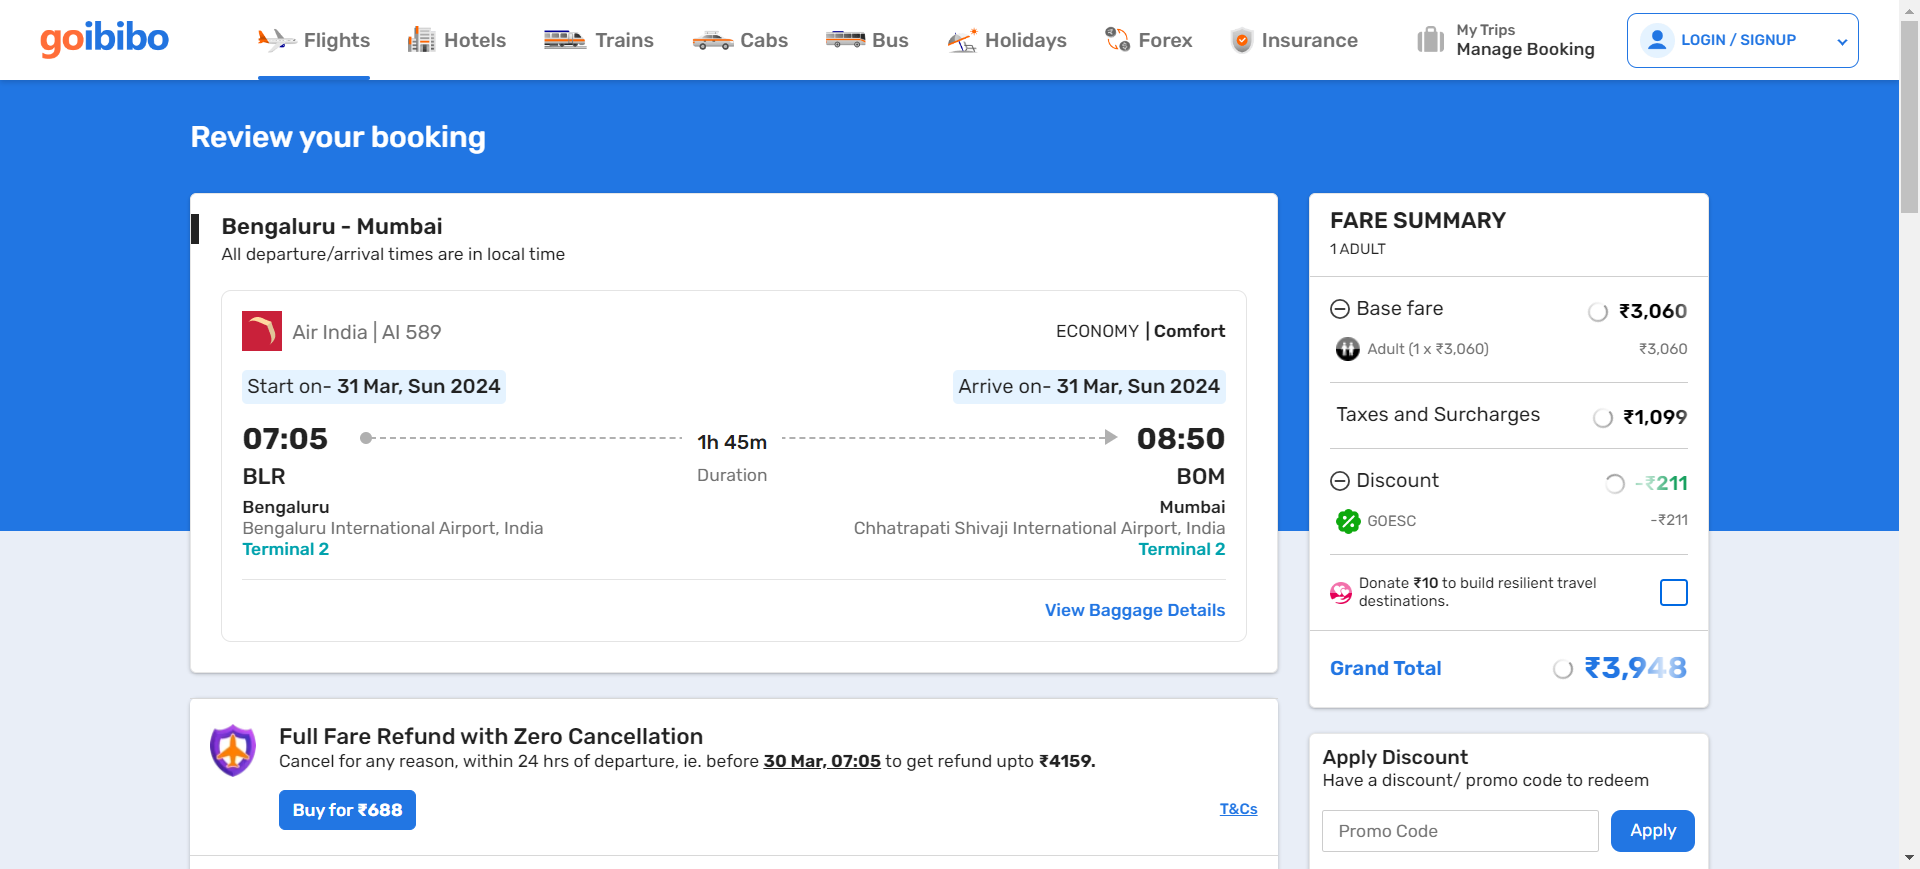 goibibo
Flights
Hotels
Trains
Cabs
Bus
Holidays
Forex
Insurance
My Trips
Manage Booking
LOGIN / SIGNUP
Review your booking
Bengaluru - Mumbai
All departure/arrival times are in local time
Air India | AI 589
ECONOMY | Comfort
Start on- 31 Mar, Sun 2024
Arrive on- 31 Mar, Sun 2024
07:05
1h 45m
08:50
BLR
Duration
BOM
Bengaluru
Mumbai
Bengaluru International Airport, India
Chhatrapati Shivaji International Airport, India
Terminal 2
Terminal 2
View Baggage Details
Full Fare Refund with Zero Cancellation
Cancel for any reason, within 24 hrs of departure, ie. before 30 Mar, 07:05 to get refund upto ₹4159.
Buy for ₹688
T&Cs
FARE SUMMARY
1 ADULT
Base fare ₹3,060
Adult (1 x ₹3,060) ₹3,060
Taxes and Surcharges ₹1,099
Discount -₹211
GOESC -₹211
Donate ₹10 to build resilient travel
destinations.
Grand Total ₹3,948
Apply Discount
Have a discount/ promo code to redeem
Promo Code
Apply